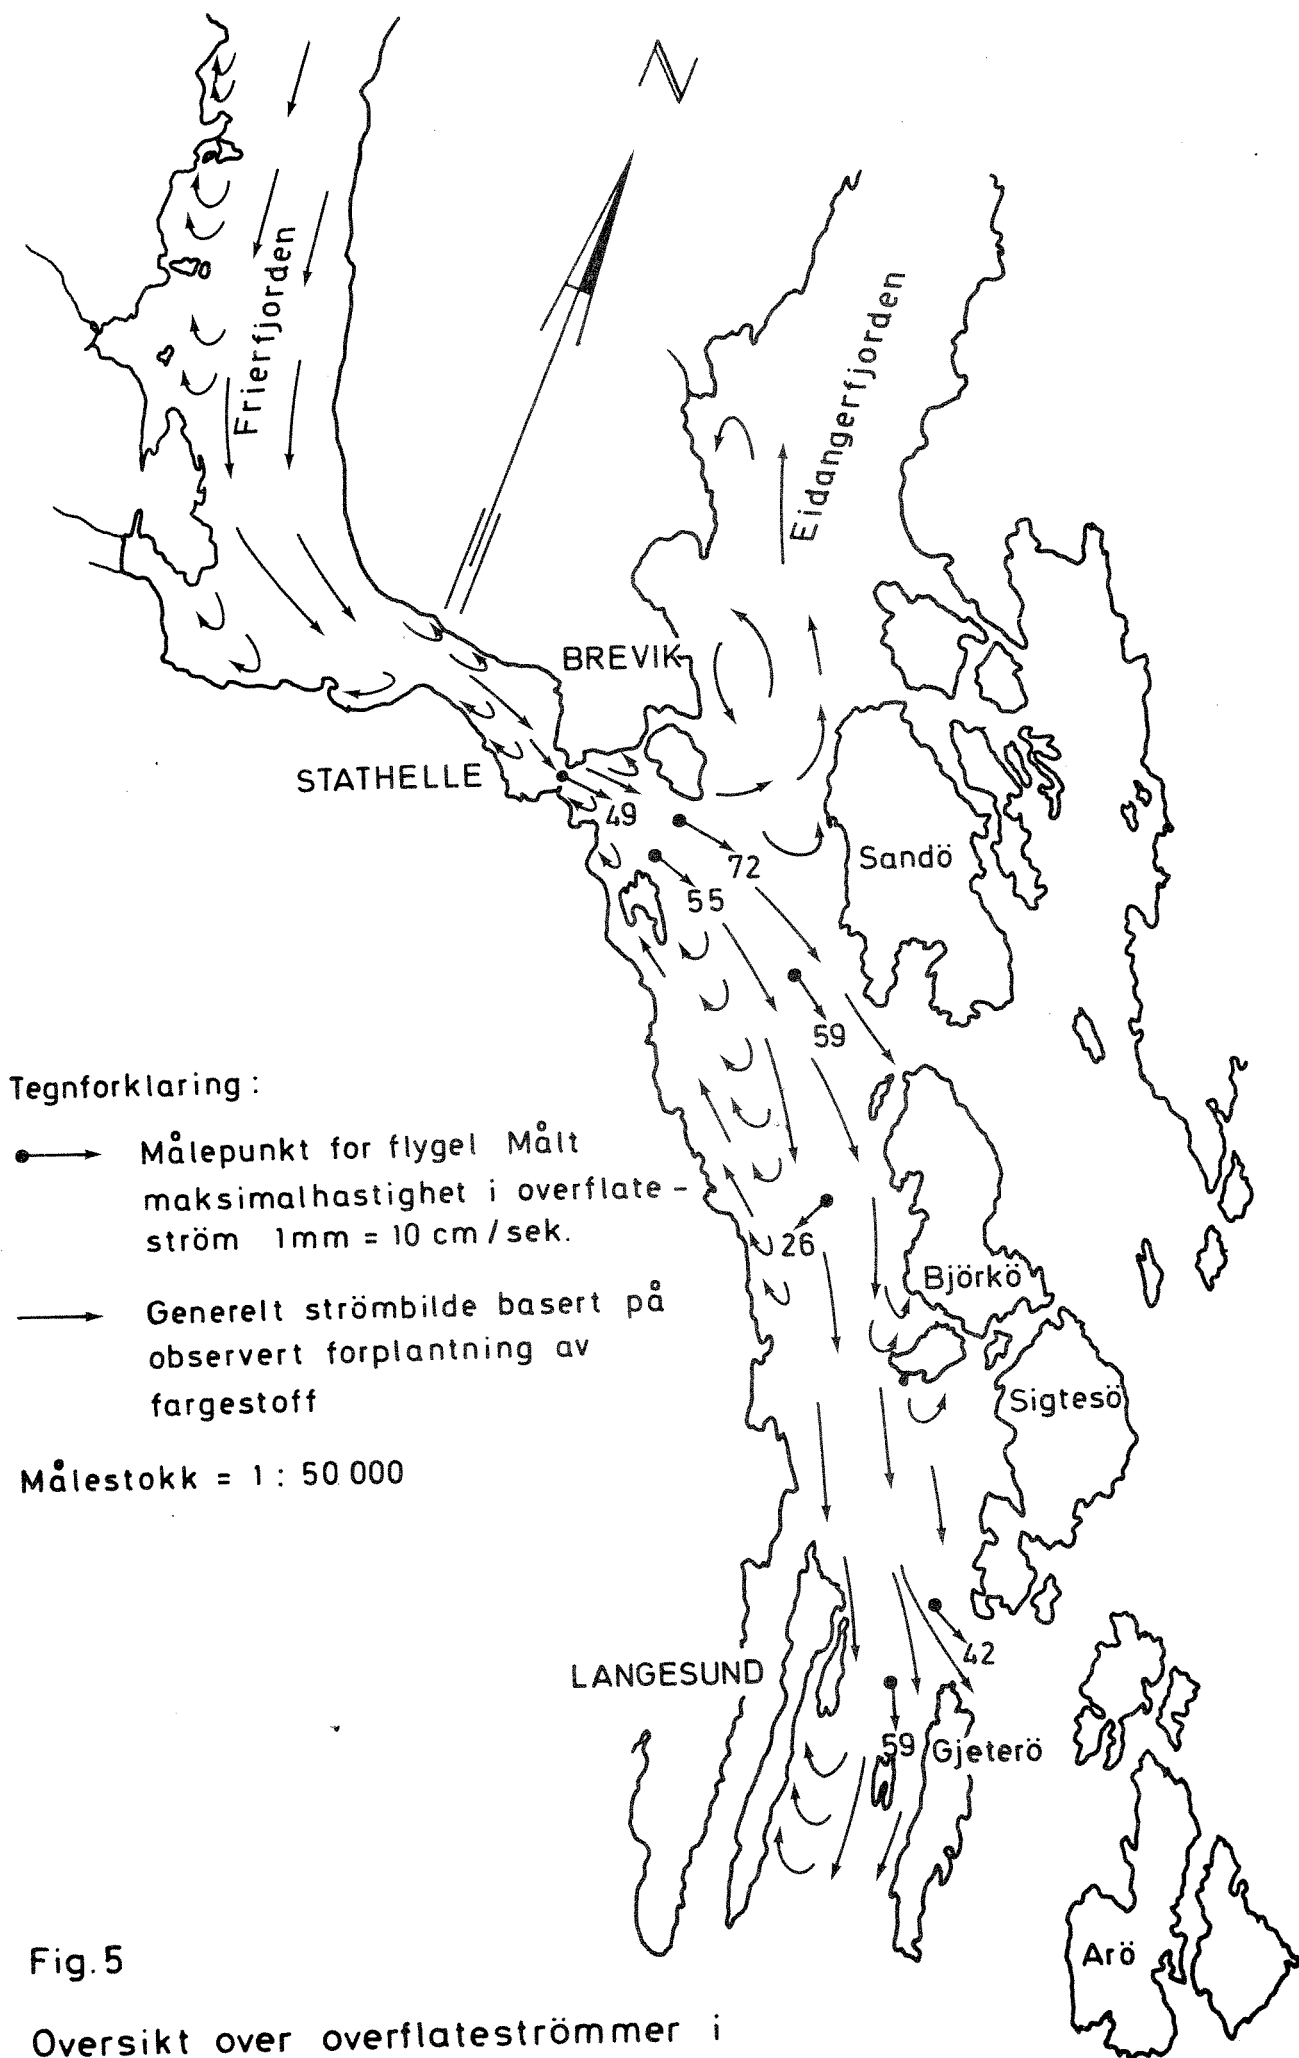 N
Frierfjorden
Eidangerfjorden
BREVIK
STATHELLE
49
72
55
Sandö
59
Tegnforklaring :
Målepunkt for flygel Målt
maksimalhastighet i overflate-
ström 1mm = 10 cm/sek.
26
Björkö
Generelt strömbilde basert på
observert forplantning av
fargestoff
Sigtesö
Målestokk = 1 : 50 000
42
LANGESUND
59
Gjeterö
Arö
Fig. 5
Oversikt over overflateströmmer i